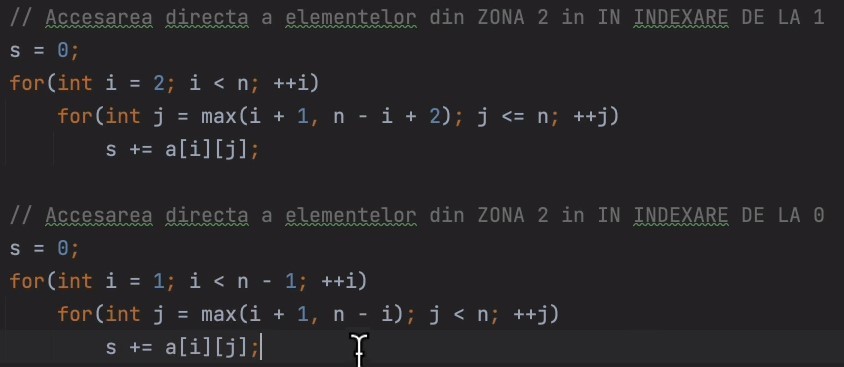 // Accesarea directa a elementelor din ZONA 2 in IN INDEXARE DE LA 1
s = 0;
for(int i = 2; i < n; ++i)
for(int j = max(i + 1, n - i + 2); j <= n; ++j)
s += a[i][j];
// Accesarea directa a elementelor din ZONA 2 in IN INDEXARE DE LA 0
s = 0;
for(int i = 1; i < n - 1; ++i)
for(int j = max(i + 1, n - i); j < n; ++j)
s += a[i][j];